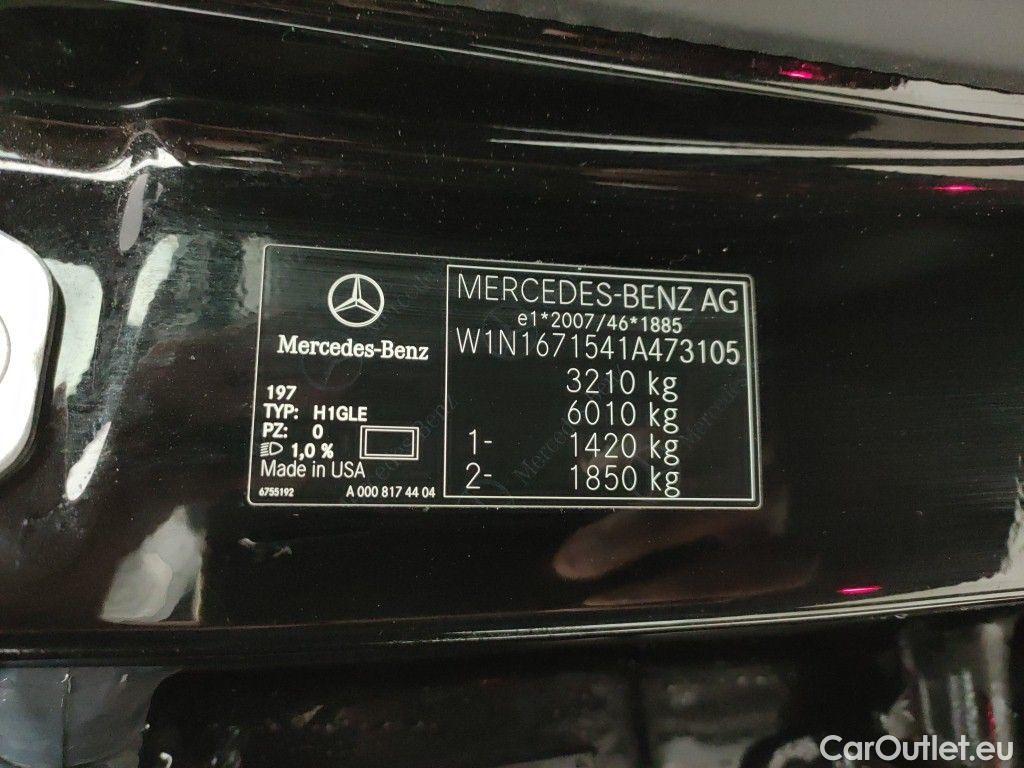 Mercedes-Benz
197
TYP: H1GLE
PZ: 0
1,0 %
Made in USA
6755192 A 000 817 44 04
MERCEDES-BENZ AG
e1*2007/46*1885
W1N1671541A473105
3210 kg
6010 kg
1- 1420 kg
2- 1850 kg
CarOutlet.eu